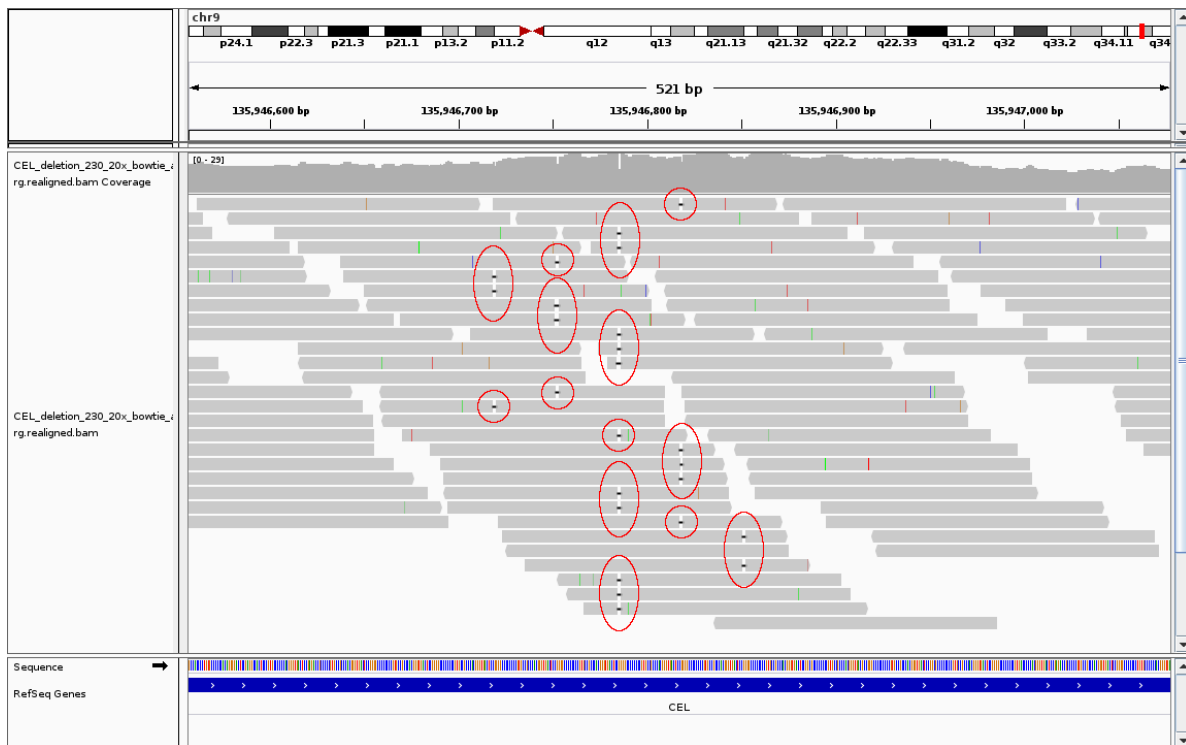 chr9
p24.1 p22.3 p21.3 p21.1 p13.2 p11.2 q12 q13 q21.13 q21.32 q22.2 q22.33 q31.2 q32 q33.2 q34.11 q34
521 bp
135,946,600 bp 135,946,700 bp 135,946,800 bp 135,946,900 bp 135,947,000 bp
CEL_deletion_230_20x_bowtie_a
rg.realigned.bam Coverage
[0 - 29]
CEL_deletion_230_20x_bowtie_a
rg.realigned.bam
Sequence
RefSeq Genes
CEL